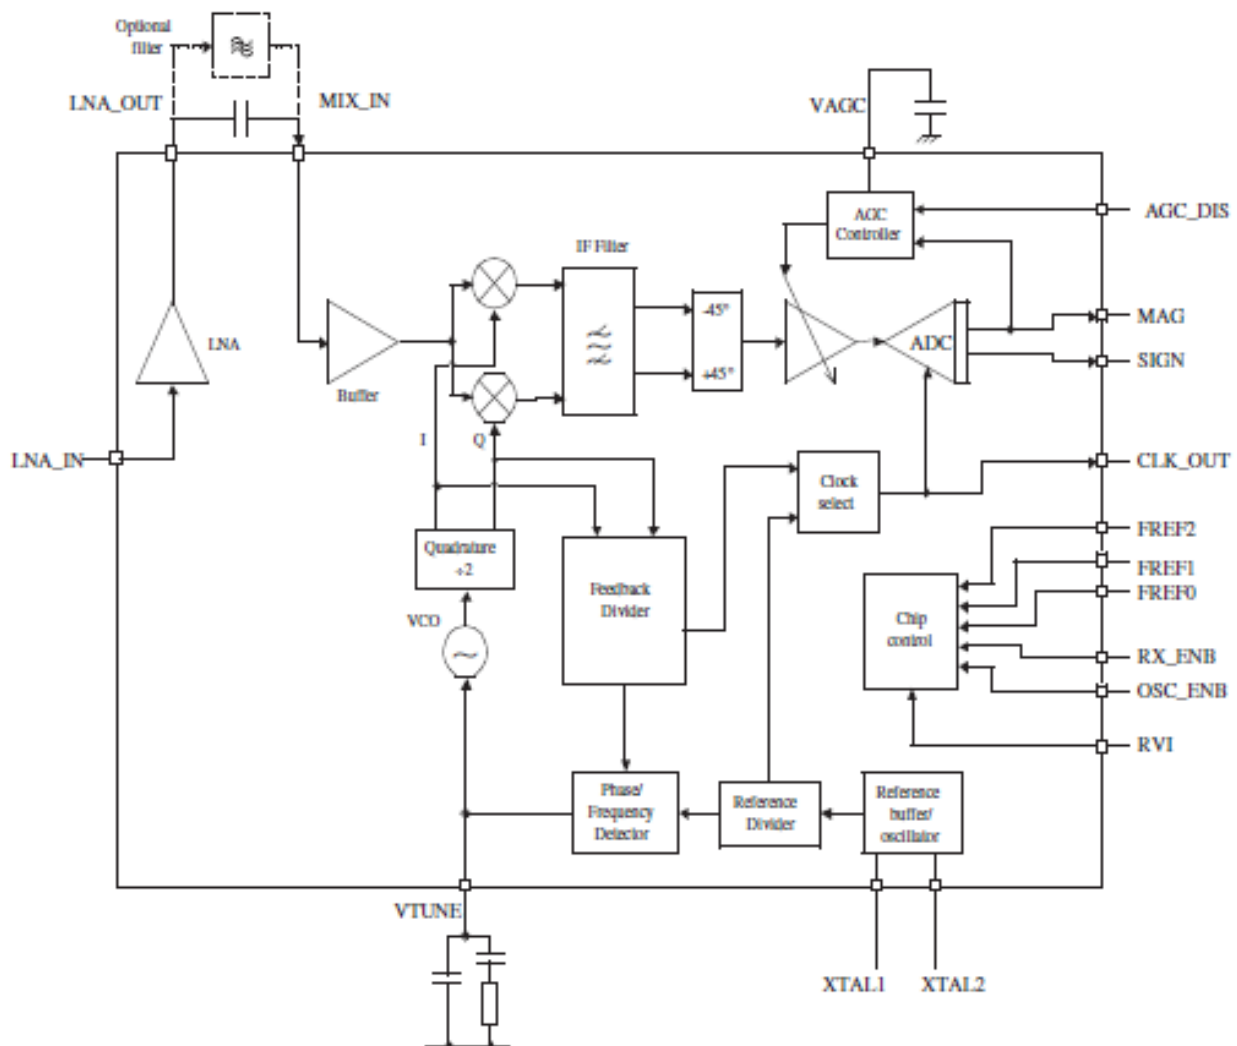 Optional
filter
LNA_OUT
MIX_IN
VAGC
AGC
Controller
AGC_DIS
IF Filter
LNA
Buffer
-45°
+45°
ADC
MAG
SIGN
I
Q
LNA_IN
Clock
select
CLK_OUT
Quadrature
÷2
Feedback
Divider
VCO
Chip
control
FREF2
FREF1
FREF0
RX_ENB
OSC_ENB
RVI
Phase/
Frequency
Detector
Reference
Divider
Reference
buffer/
oscillator
VTUNE
XTAL1
XTAL2